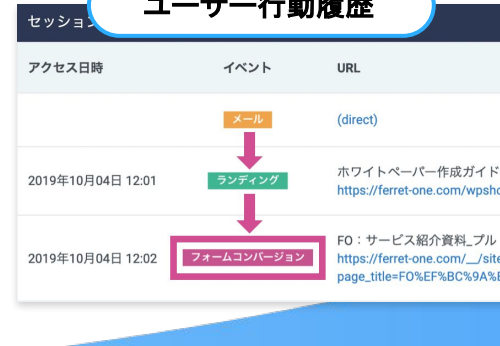 ユーザー行動履歴
セッション
アクセス日時 イベント URL
メール (direct)
ホワイトペーパー作成ガイド
2019年10月04日 12:01 ランディング
https://ferret-one.com/wpsho
FO：サービス紹介資料_プル
2019年10月04日 12:02 フォームコンバージョン
https://ferret-one.com/__/site
page_title=FO%EF%BC%9A%E